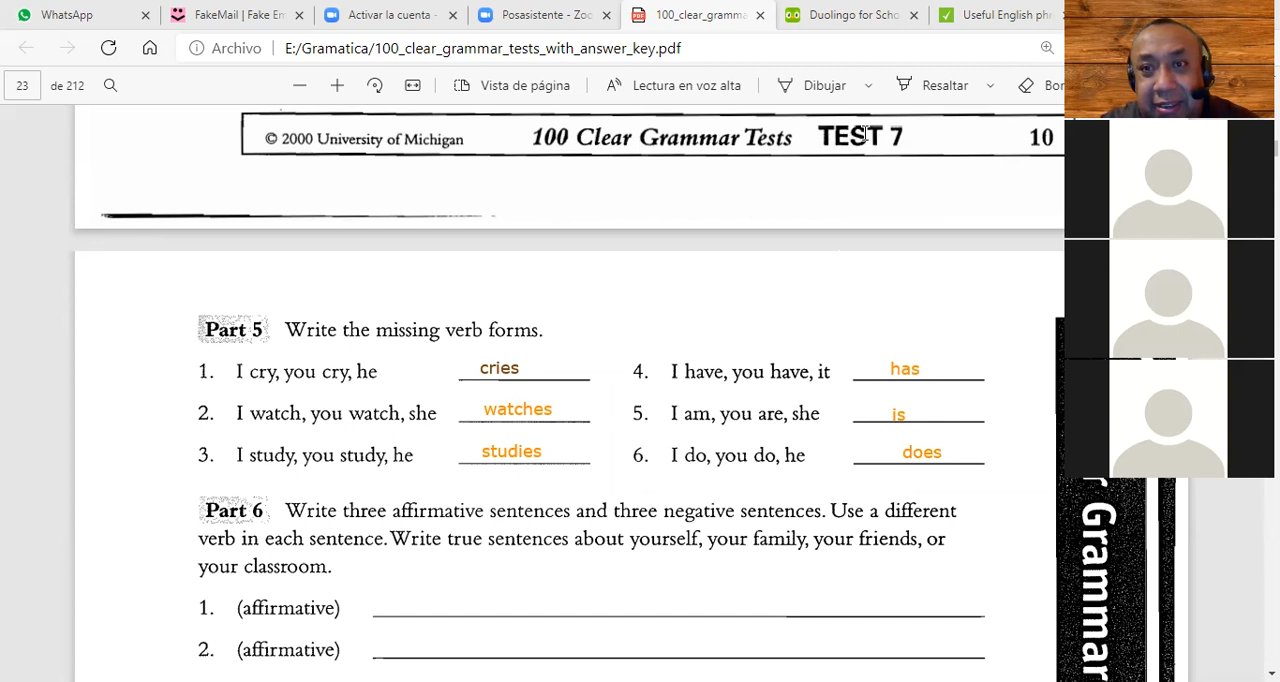 WhatsApp
FakeMail | Fake Em
Activar la cuenta -
Posasistente - Zoo
100_clear_gramma
Duolingo for Scho
Useful English phr
Archivo | E:/Gramatica/100_clear_grammar_tests_with_answer_key.pdf
23 de 212
Vista de página
Lectura en voz alta
Dibujar
Resaltar
Bor
© 2000 University of Michigan 100 Clear Grammar Tests TEST 7 10
Part 5 Write the missing verb forms.
1. I cry, you cry, he cries
2. I watch, you watch, she watches
3. I study, you study, he studies
4. I have, you have, it has
5. I am, you are, she is
6. I do, you do, he does
Part 6 Write three affirmative sentences and three negative sentences. Use a different
verb in each sentence. Write true sentences about yourself, your family, your friends, or
your classroom.
1. (affirmative)
2. (affirmative)
r Grammar